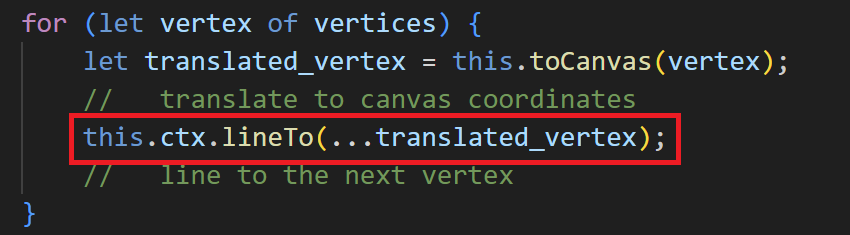 for (let vertex of vertices) {
let translated_vertex = this.toCanvas(vertex);
//  translate to canvas coordinates
this.ctx.lineTo(...translated_vertex);
//  line to the next vertex
}